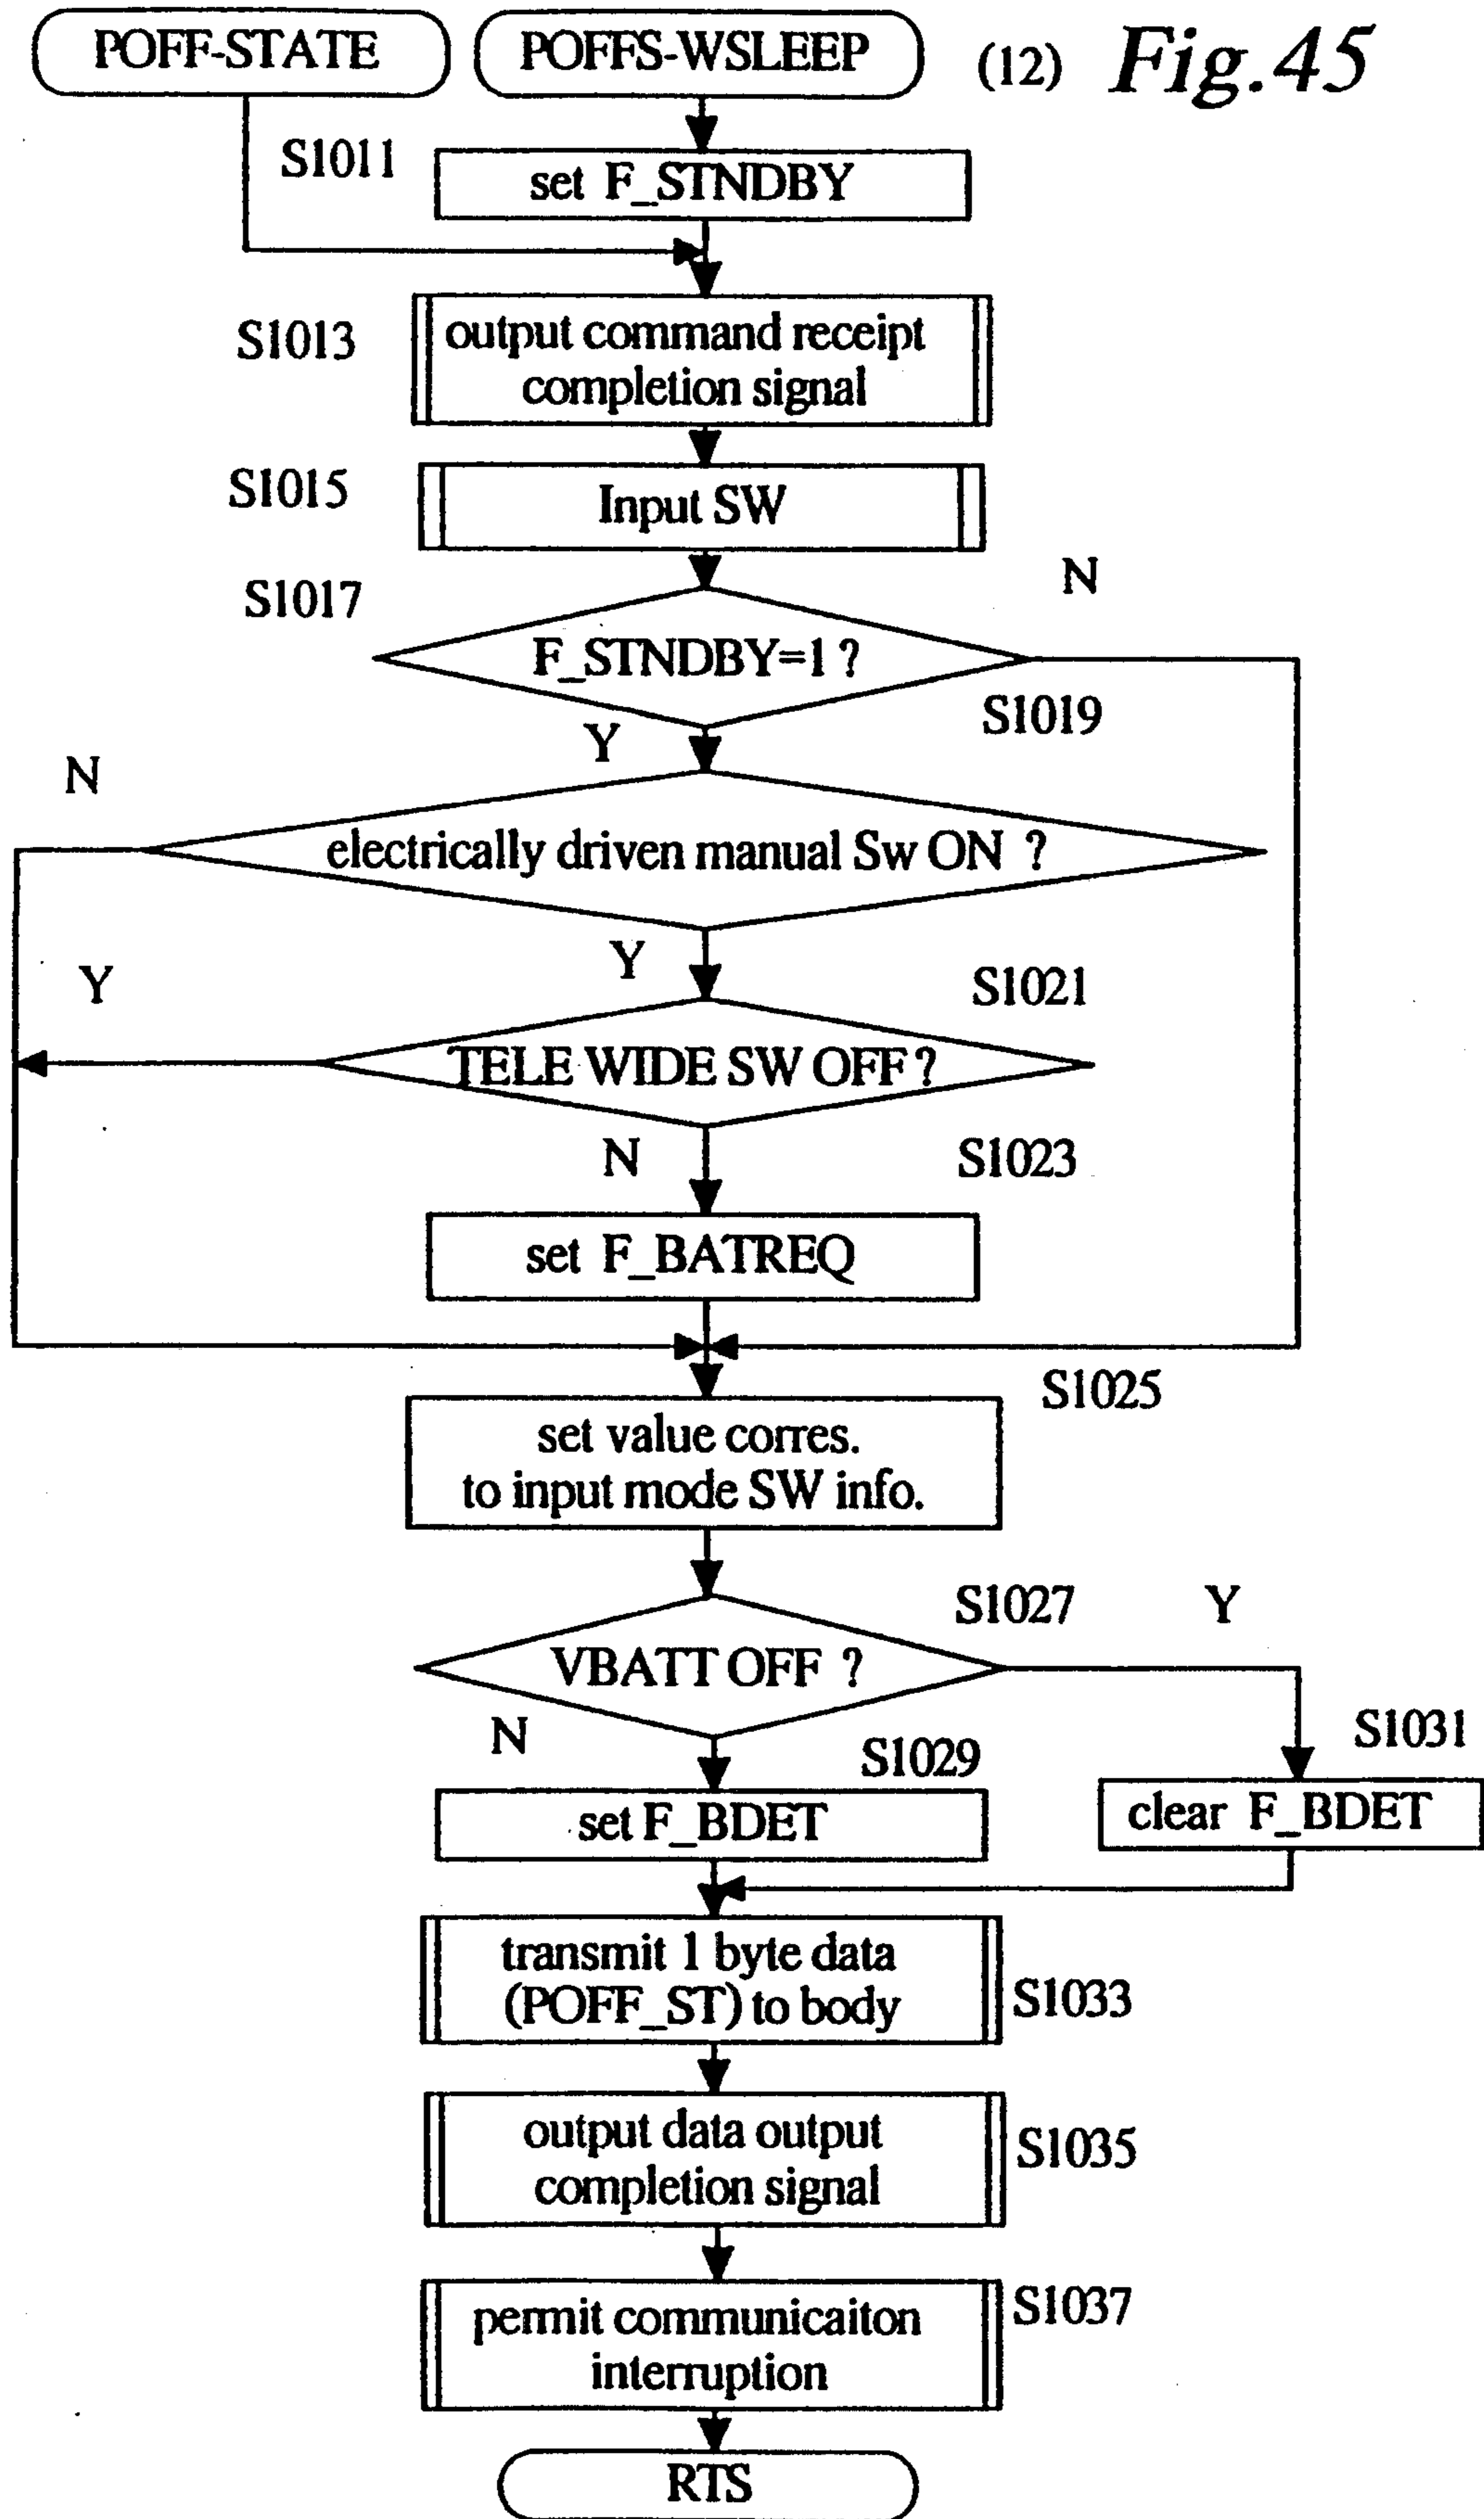 POFF-STATE
POFFS-WSLEEP
(12) Fig.45
S1011
set F_STNDBY
S1013
output command receipt
completion signal
S1015
Input SW
S1017
N
F_STNDBY=1 ?
S1019
Y
N
electrically driven manual Sw ON ?
Y
S1021
Y
TELE WIDE SW OFF ?
N
S1023
set F_BATREQ
S1025
set value corres.
to input mode SW info.
S1027
Y
VBATT OFF ?
N
S1029
S1031
set F_BDET
clear F_BDET
transmit 1 byte data
(POFF_ST) to body
S1033
output data output
completion signal
S1035
permit communicaiton
interruption
S1037
RTS